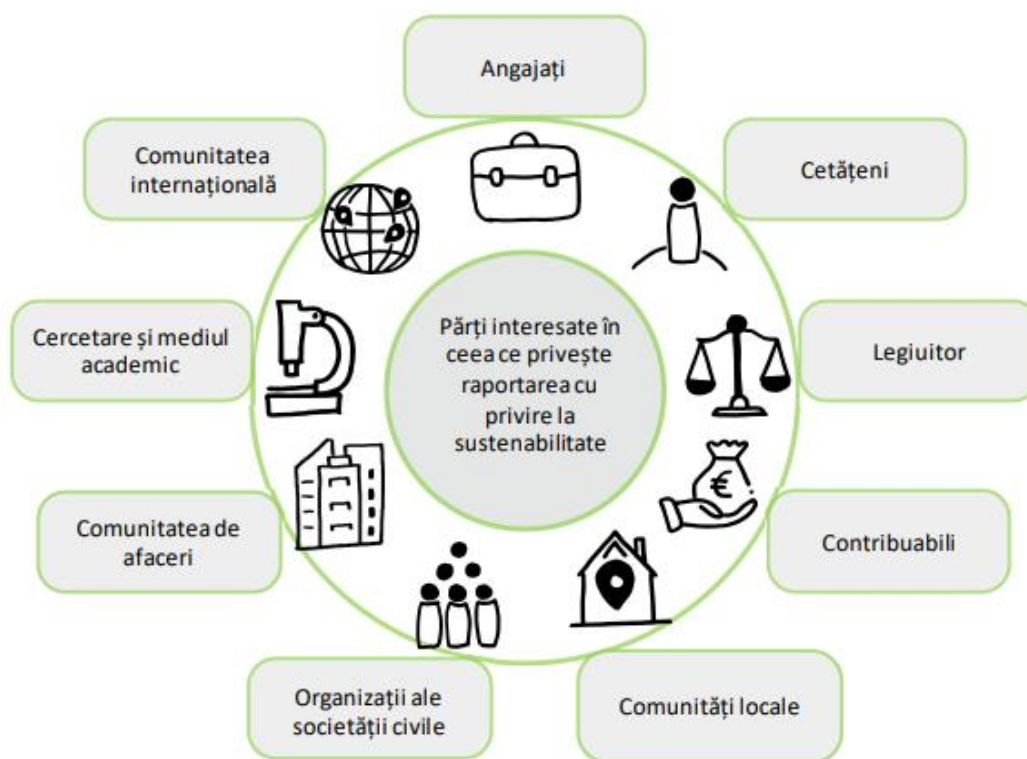 Angajați
Cetățeni
Legiuitor
Contribuabili
Comunități locale
Organizații ale
societății civile
Comunitatea de
afaceri
Cercetare și mediul
academic
Comunitatea
internațională
Părți interesate în
ceea ce privește
raportarea cu
privire la
sustenabilitate
€